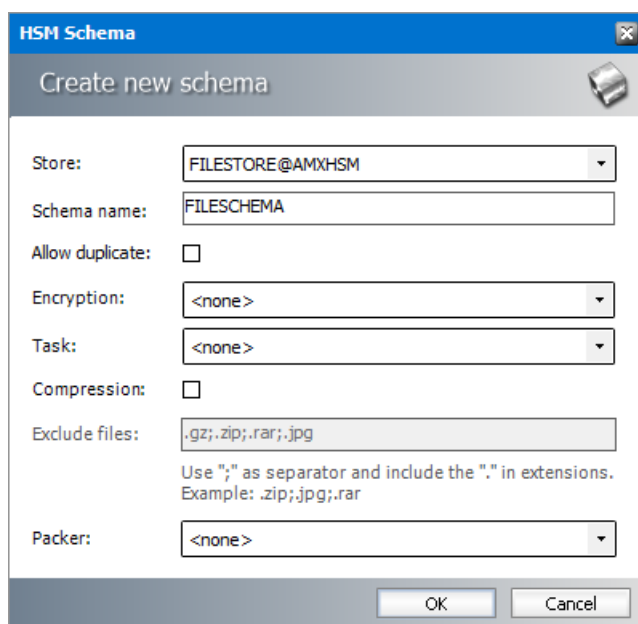 HSM Schema
Create new schema
Store: FILESTORE@AMXHSM
Schema name: FILESCHEMA
Allow duplicate:
Encryption: <none>
Task: <none>
Compression:
Exclude files: .gz;.zip;.rar;.jpg
Use ";" as separator and include the "." in extensions.
Example: .zip;.jpg;.rar
Packer: <none>
OK Cancel